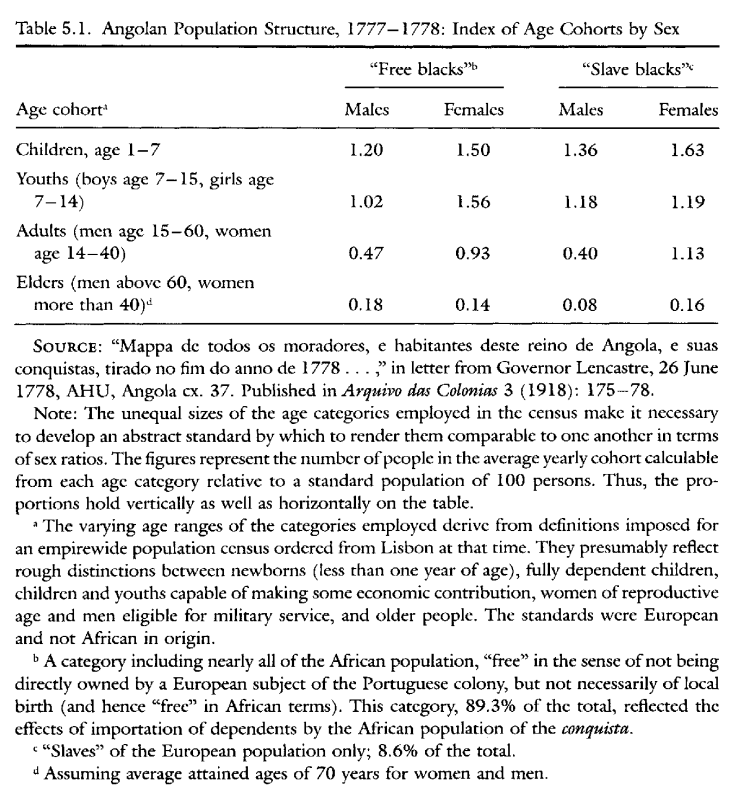 Table 5.1. Angolan Population Structure, 1777–1778: Index of Age Cohorts by Sex
“Free blacks”ᵇ “Slave blacks”ᶜ
Age cohortᵃ Males Females Males Females
Children, age 1–7 1.20 1.50 1.36 1.63
Youths (boys age 7–15, girls age
7–14) 1.02 1.56 1.18 1.19
Adults (men age 15–60, women
age 14–40) 0.47 0.93 0.40 1.13
Elders (men above 60, women
more than 40)ᵈ 0.18 0.14 0.08 0.16
SOURCE: “Mappa de todos os moradores, e habitantes deste reino de Angola, e suas
conquistas, tirado no fim do anno de 1778 . . . ,” in letter from Governor Lencastre, 26 June
1778, AHU, Angola cx. 37. Published in Arquivo das Colonias 3 (1918): 175–78.
Note: The unequal sizes of the age categories employed in the census make it necessary
to develop an abstract standard by which to render them comparable to one another in terms
of sex ratios. The figures represent the number of people in the average yearly cohort calculable
from each age category relative to a standard population of 100 persons. Thus, the pro-
portions hold vertically as well as horizontally on the table.
ᵃ The varying age ranges of the categories employed derive from definitions imposed for
an empirewide population census ordered from Lisbon at that time. They presumably reflect
rough distinctions between newborns (less than one year of age), fully dependent children,
children and youths capable of making some economic contribution, women of reproductive
age and men eligible for military service, and older people. The standards were European
and not African in origin.
ᵇ A category including nearly all of the African population, “free” in the sense of not being
directly owned by a European subject of the Portuguese colony, but not necessarily of local
birth (and hence “free” in African terms). This category, 89.3% of the total, reflected the
effects of importation of dependents by the African population of the conquista.
ᶜ “Slaves” of the European population only; 8.6% of the total.
ᵈ Assuming average attained ages of 70 years for women and men.